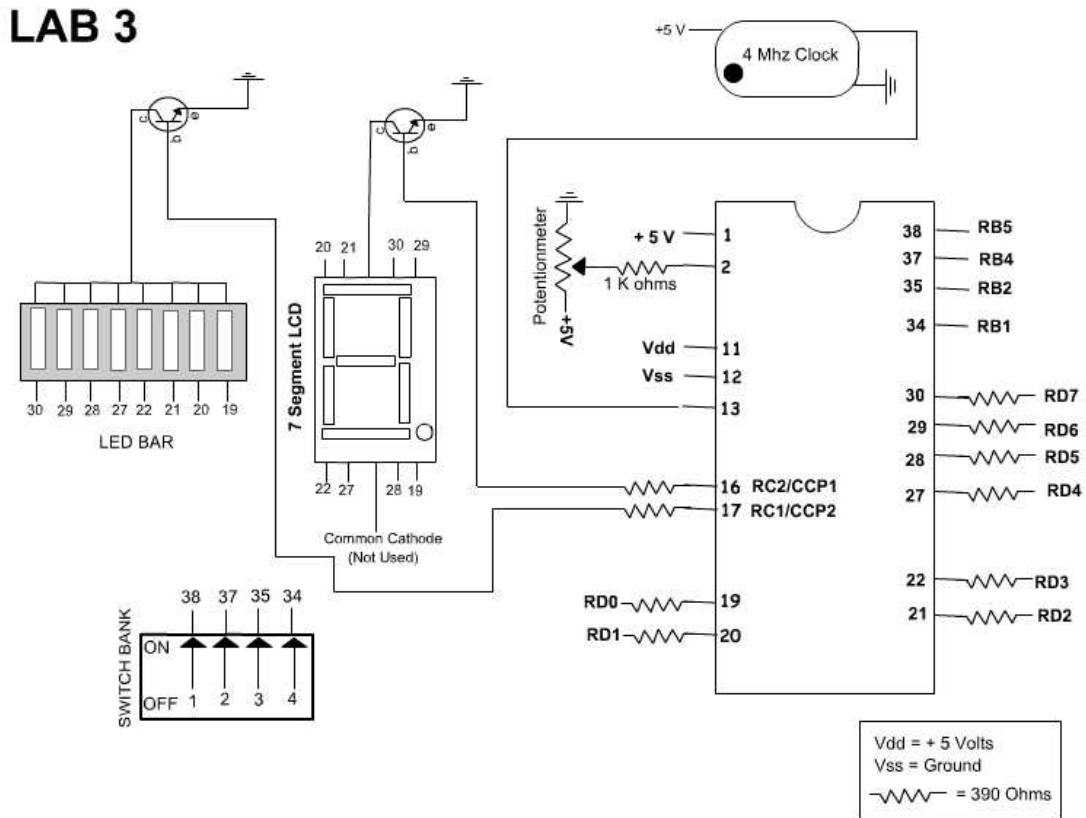 LAB 3
+5 V
4 Mhz Clock
c
e
b
c
e
b
20 21 30 29
7 Segment LCD
22 27 28 19
Common Cathode
(Not Used)
30 29 28 27 22 21 20 19
LED BAR
Potentionmeter
+5V
1 K ohms
+ 5 V 1
2
Vdd 11
Vss 12
13
16 RC2/CCP1
17 RC1/CCP2
RD0 19
RD1 20
38 RB5
37 RB4
35 RB2
34 RB1
30 RD7
29 RD6
28 RD5
27 RD4
22 RD3
21 RD2
SWITCH BANK
38 37 35 34
ON
OFF 1 2 3 4
Vdd = + 5 Volts
Vss = Ground
= 390 Ohms